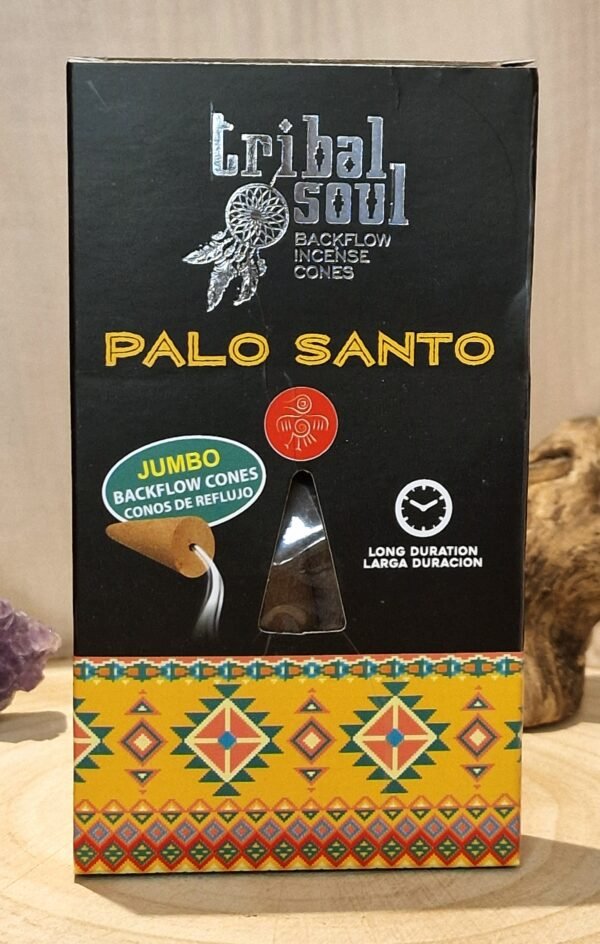 tribal
soul
BACKFLOW
INCENSE
CONES
PALO SANTO
JUMBO
BACKFLOW CONES
CONOS DE REFLUJO
LONG DURATION
LARGA DURACION